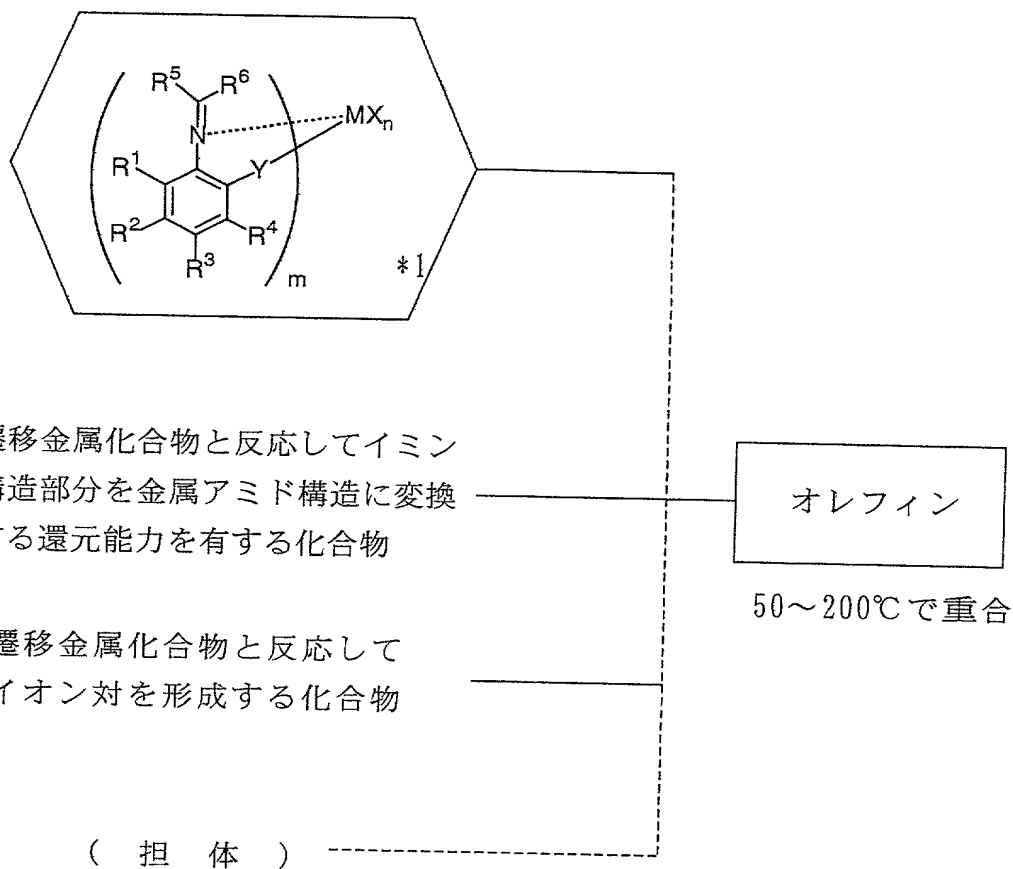 R⁵ R⁶
N
MXₙ
R¹
Y
R²
R⁴
R³
m
*1
遷移金属化合物と反応してイミン
構造部分を金属アミド構造に変換
する還元能力を有する化合物
オレフィン
50～200℃で重合
遷移金属化合物と反応して
イオン対を形成する化合物
( 担 体 )